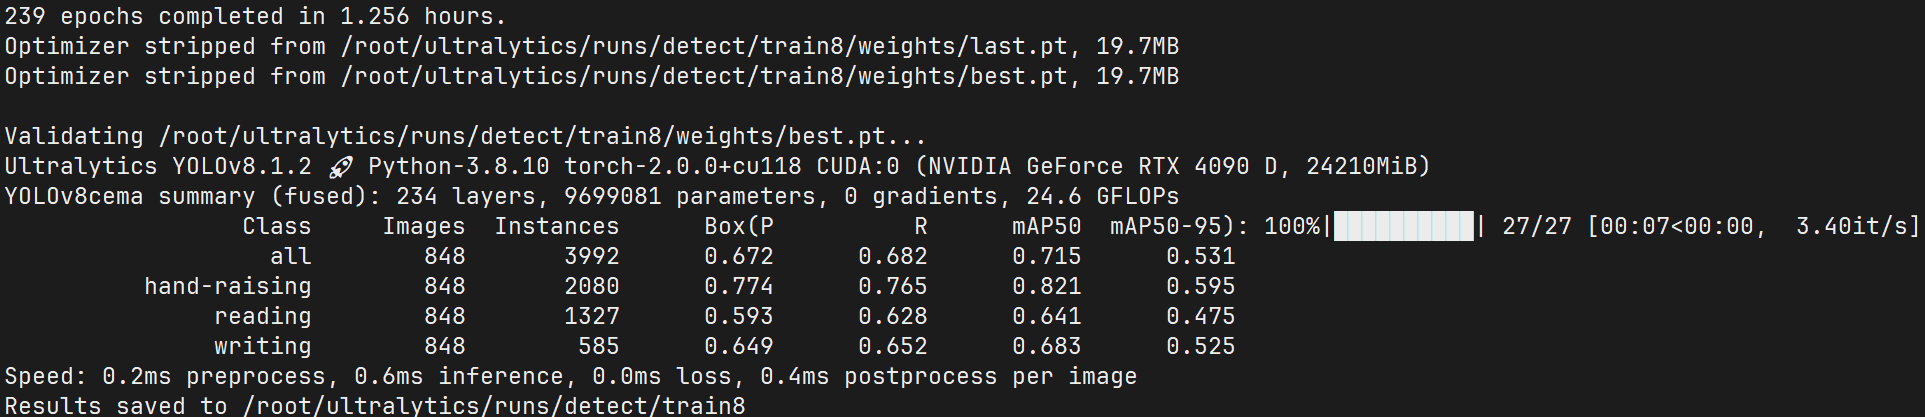 239 epochs completed in 1.256 hours.
Optimizer stripped from /root/ultralytics/runs/detect/train8/weights/last.pt, 19.7MB
Optimizer stripped from /root/ultralytics/runs/detect/train8/weights/best.pt, 19.7MB
Validating /root/ultralytics/runs/detect/train8/weights/best.pt...
Ultralytics YOLOv8.1.2 🚀 Python-3.8.10 torch-2.0.0+cu118 CUDA:0 (NVIDIA GeForce RTX 4090 D, 24210MiB)
YOLOv8cema summary (fused): 234 layers, 9699081 parameters, 0 gradients, 24.6 GFLOPs
Class Images Instances Box(P R mAP50 mAP50-95): 100%|██████████| 27/27 [00:07<00:00, 3.40it/s]
all 848 3992 0.672 0.682 0.715 0.531
hand-raising 848 2080 0.774 0.765 0.821 0.595
reading 848 1327 0.593 0.628 0.641 0.475
writing 848 585 0.649 0.652 0.683 0.525
Speed: 0.2ms preprocess, 0.6ms inference, 0.0ms loss, 0.4ms postprocess per image
Results saved to /root/ultralytics/runs/detect/train8